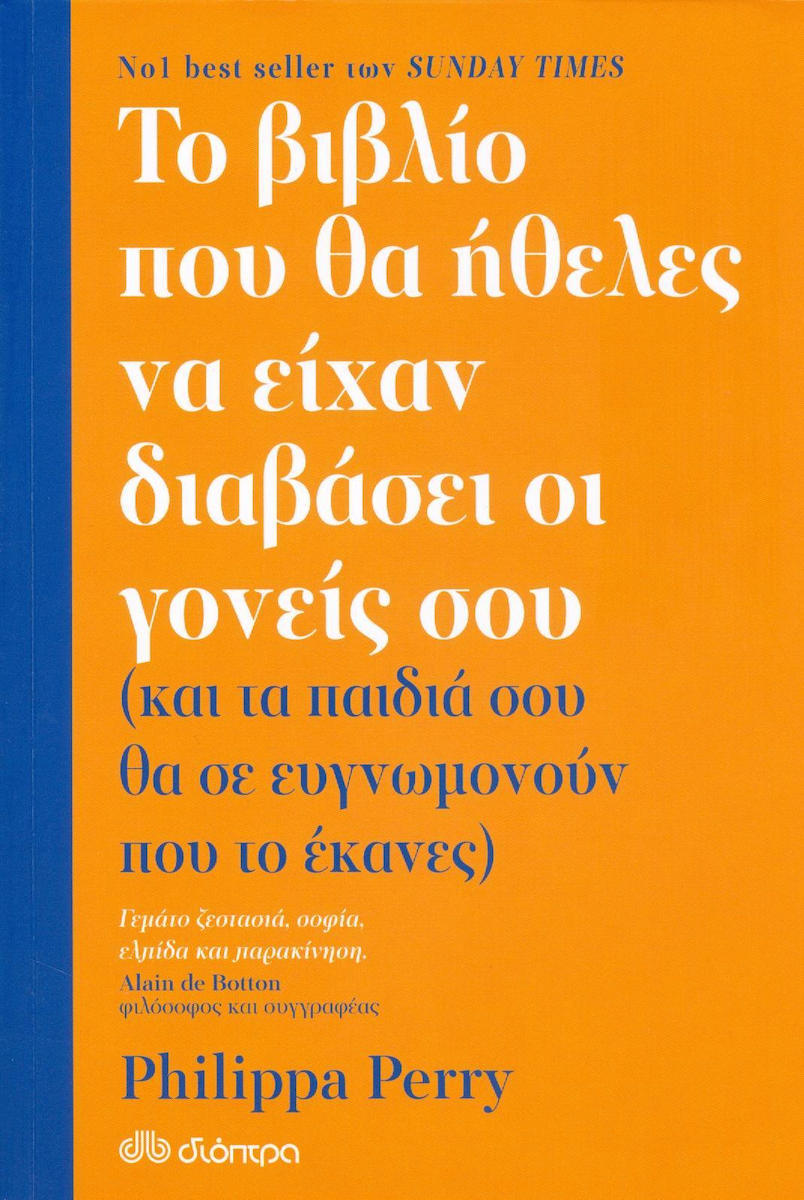 Νο1 best seller των SUNDAY TIMES
Το βιβλίο
που θα ήθελες
να είχαν
διαβάσει οι
γονείς σου
(και τα παιδιά σου
θα σε ευγνωμονούν
που το έκανες)
Γεμάτο ζεστασιά, σοφία,
ελπίδα και παρακίνηση.
Alain de Botton
φιλόσοφος και συγγραφέας
Philippa Perry
διόπτρα